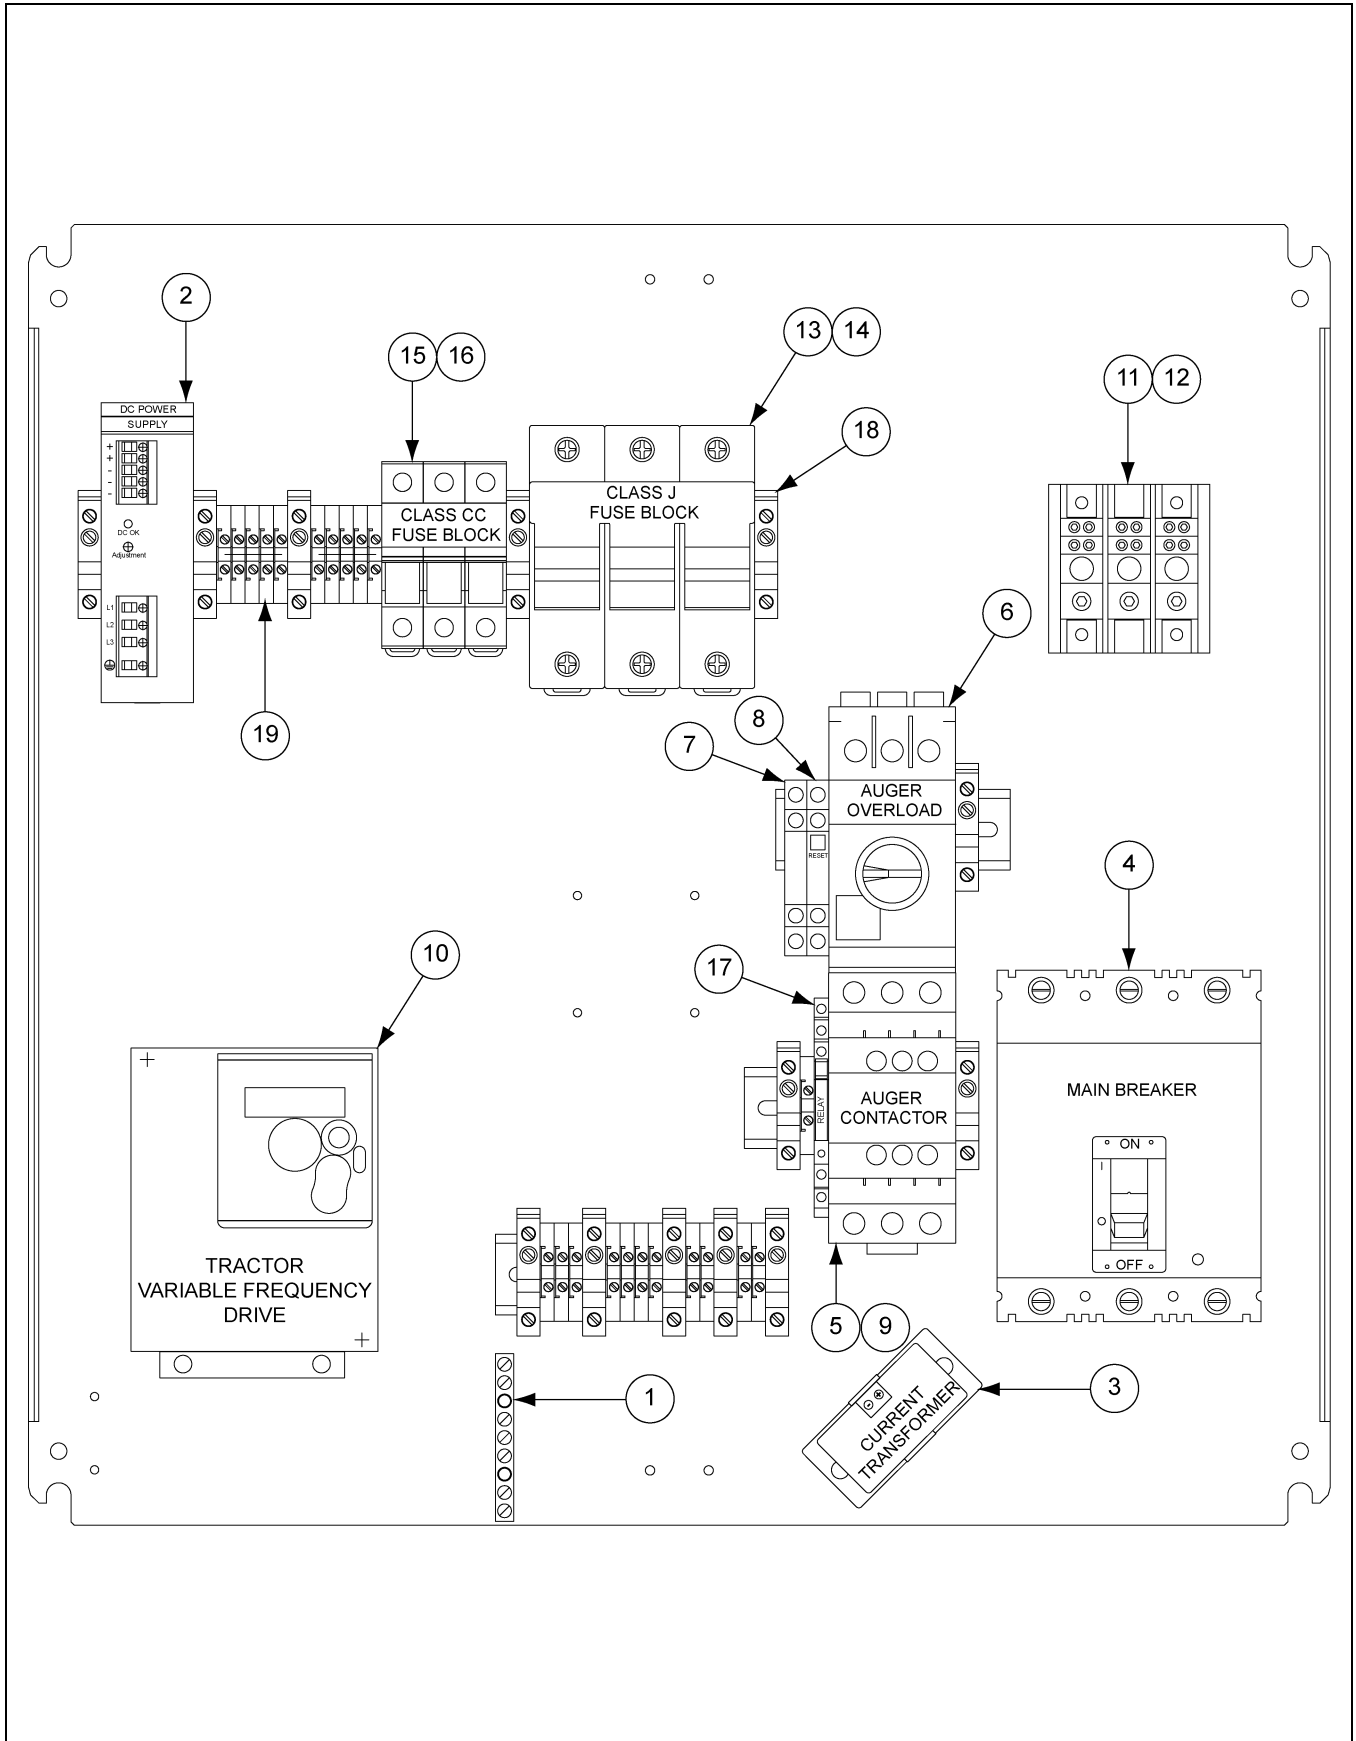 2
15 16
13 14
11 12
18
DC POWER
SUPPLY
+
+
-
-
-
DC OK
Adjustment
L1
L2
L3
CLASS CC
FUSE BLOCK
CLASS J
FUSE BLOCK
19
6
8
7
AUGER
OVERLOAD
RESET
4
10
17
RELAY
AUGER
CONTACTOR
MAIN BREAKER
ON
I
OFF
TRACTOR
VARIABLE FREQUENCY
DRIVE
5 9
1
3
CURRENT
TRANSFORMER